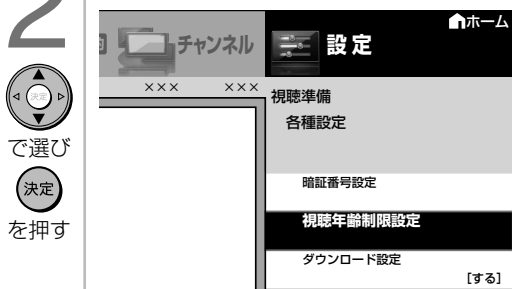 2
決定
で選び
決定
を押す
チャンネル
設定
ホーム
×××
×××
視聴準備
各種設定
暗証番号設定
視聴年齢制限設定
ダウンロード設定
[する]